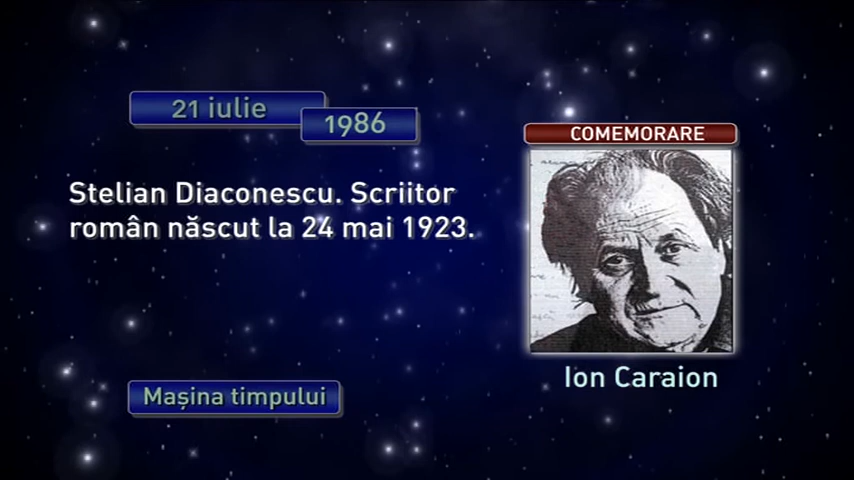 21 iulie
1986
Stelian Diaconescu. Scriitor
român născut la 24 mai 1923.
COMEMORARE
Ion Caraion
Mașina timpului